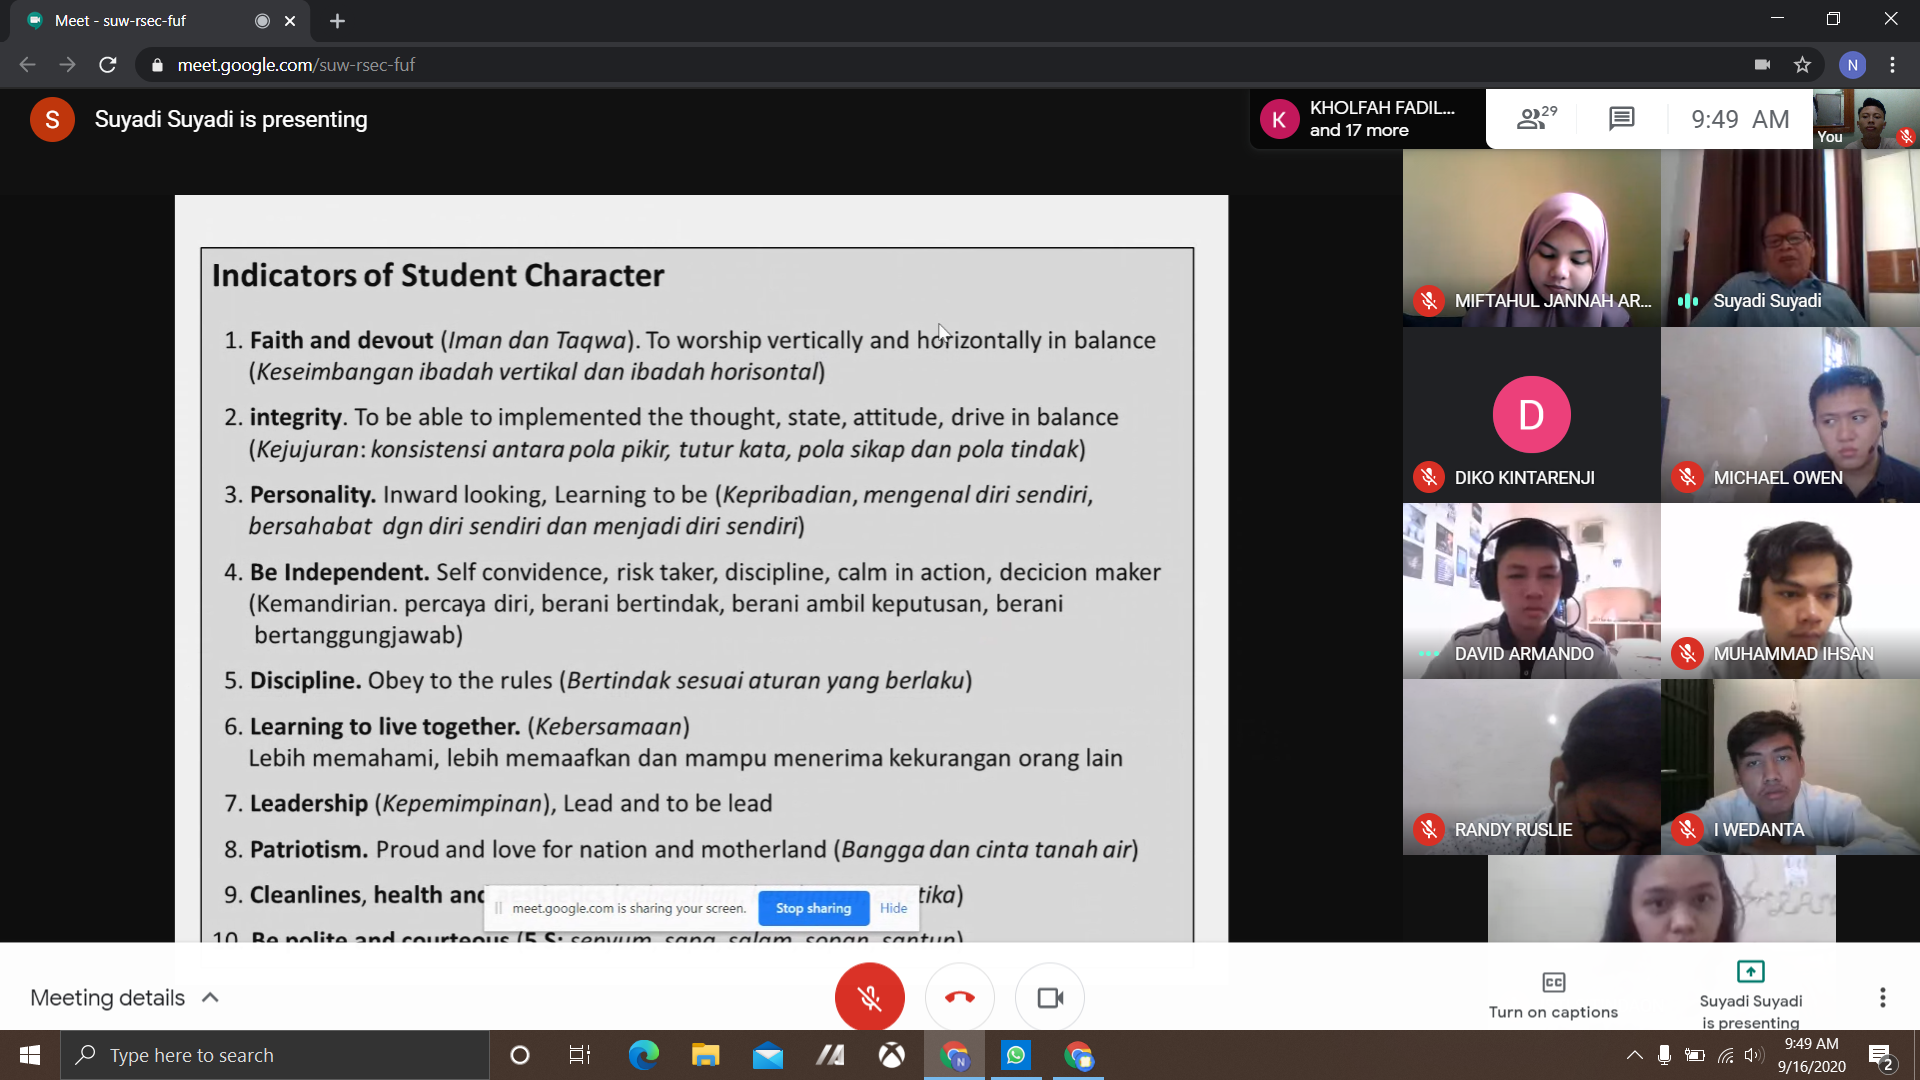 Meet - suw-rsec-fuf
meet.google.com/suw-rsec-fuf
N
S
Suyadi Suyadi is presenting
K
KHOLFAH FADIL...
and 17 more
29
9:49 AM
You
Indicators of Student Character
1. Faith and devout (Iman dan Taqwa). To worship vertically and horizontally in balance
(Keseimbangan ibadah vertikal dan ibadah horisontal)
2. integrity. To be able to implemented the thought, state, attitude, drive in balance
(Kejujuran: konsistensi antara pola pikir, tutur kata, pola sikap dan pola tindak)
3. Personality. Inward looking, Learning to be (Kepribadian, mengenal diri sendiri,
bersahabat dgn diri sendiri dan menjadi diri sendiri)
4. Be Independent. Self convidence, risk taker, discipline, calm in action, decicion maker
(Kemandirian. percaya diri, berani bertindak, berani ambil keputusan, berani
bertanggungjawab)
5. Discipline. Obey to the rules (Bertindak sesuai aturan yang berlaku)
6. Learning to live together. (Kebersamaan)
Lebih memahami, lebih memaafkan dan mampu menerima kekurangan orang lain
7. Leadership (Kepemimpinan), Lead and to be lead
8. Patriotism. Proud and love for nation and motherland (Bangga dan cinta tanah air)
9. Cleanlines, health and aesthetics (Kebersihan, kesehatan, estetika)
10. Be polite and courteous (5 S: senyum, sapa, salam, sopan, santun)
meet.google.com is sharing your screen.
Stop sharing
Hide
MIFTAHUL JANNAH AR...
Suyadi Suyadi
D
DIKO KINTARENJI
MICHAEL OWEN
DAVID ARMANDO
MUHAMMAD IHSAN
RANDY RUSLIE
I WEDANTA
Meeting details
CC
Turn on captions
Suyadi Suyadi
is presenting
Type here to search
N
9:49 AM
9/16/2020
2